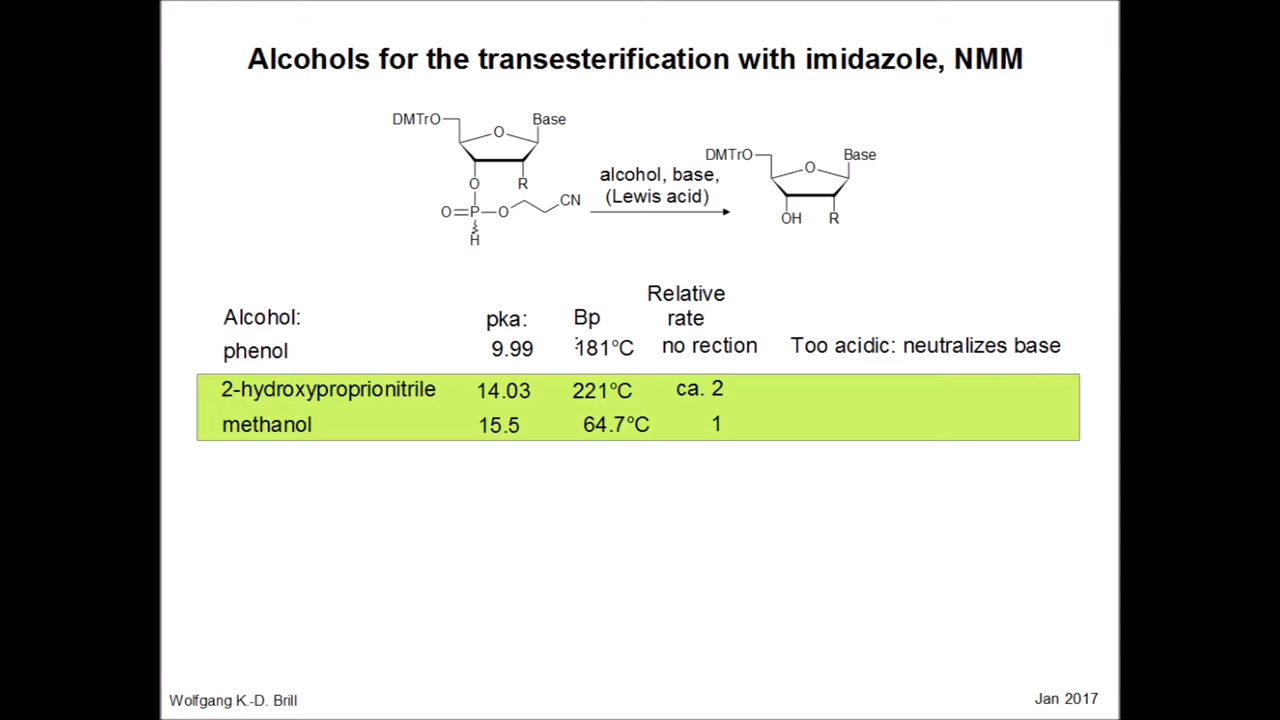 Alcohols for the transesterification with imidazole, NMM
DMTrO
O
Base
O
R
O=P-O
CN
H
alcohol, base,
(Lewis acid)
DMTrO
O
Base
OH
R
Alcohol: pka: Bp : Relative rate
phenol 9.99 181°C no rection Too acidic: neutralizes base
2-hydroxyproprionitrile 14.03 221°C ca. 2
methanol 15.5 64.7°C 1
Wolfgang K.-D. Brill
Jan 2017